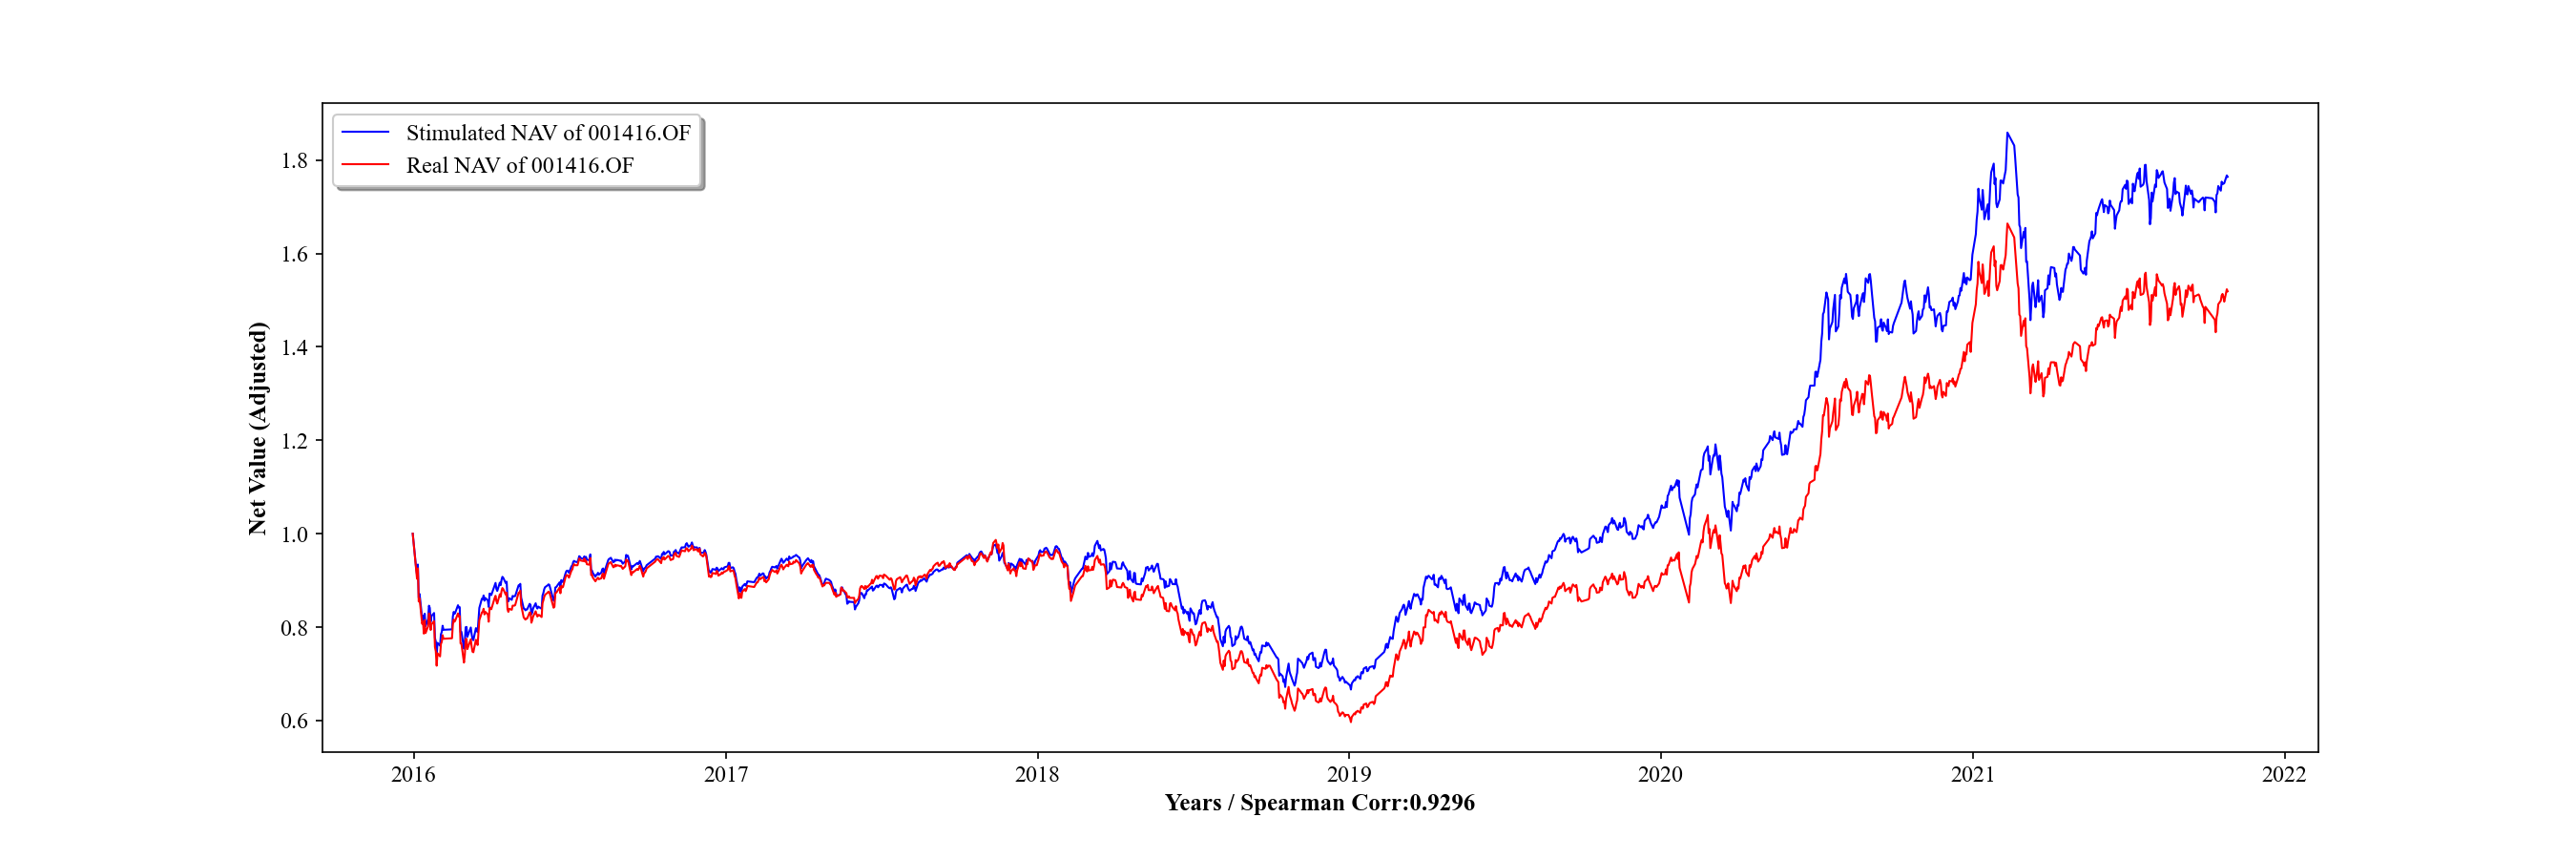 Stimulated NAV of 001416.OF
Real NAV of 001416.OF
Net Value (Adjusted)
1.8
1.6
1.4
1.2
1.0
0.8
0.6
2016 2017 2018 2019 2020 2021 2022
Years / Spearman Corr:0.9296